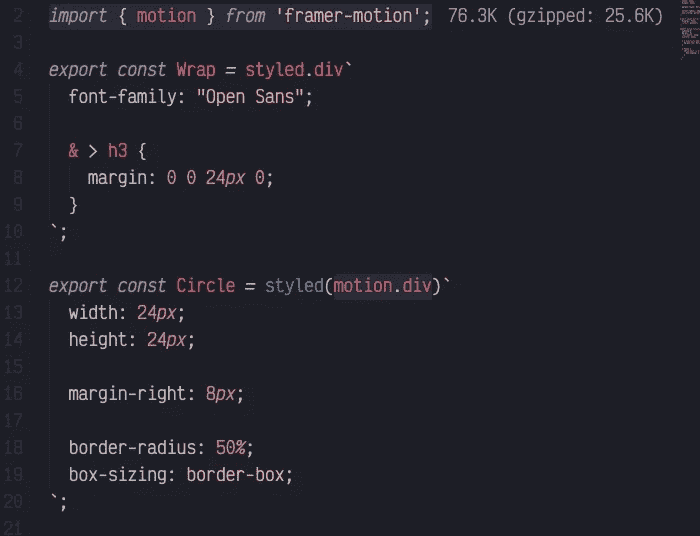 2 import { motion } from 'framer-motion'; 76.3K (gzipped: 25.6K)
3
4 export const Wrap = styled.div`
5 font-family: "Open Sans";
6
7 & > h3 {
8 margin: 0 0 24px 0;
9 }
10 `;
11
12 export const Circle = styled(motion.div)`
13 width: 24px;
14 height: 24px;
15
16 margin-right: 8px;
17
18 border-radius: 50%;
19 box-sizing: border-box;
20 `;
21